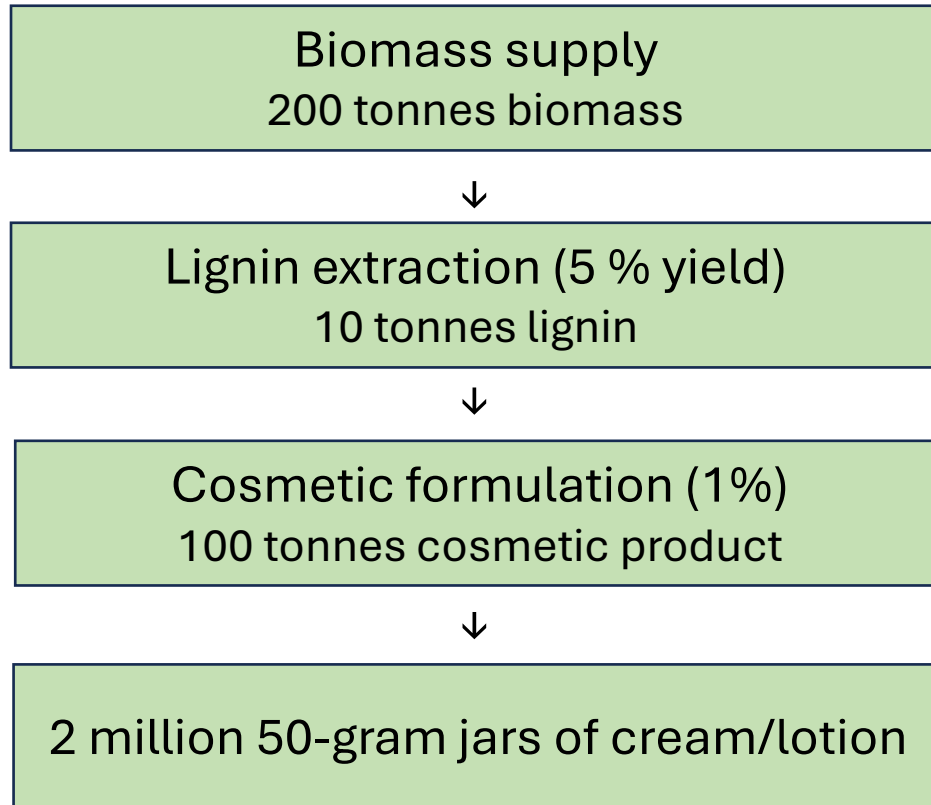 Biomass supply
200 tonnes biomass
↓
Lignin extraction (5 % yield)
10 tonnes lignin
↓
Cosmetic formulation (1%)
100 tonnes cosmetic product
↓
2 million 50-gram jars of cream/lotion